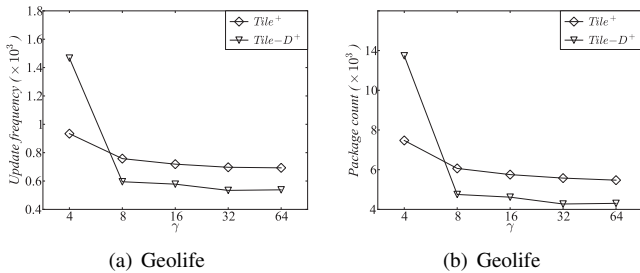 Update frequency (×10³)
1.8
1.6
1.4
1.2
1
0.8
0.6
0.4
4 8 16 32 64
γ
Tile⁺
Tile−D⁺
(a) Geolife
Package count (×10³)
14
12
8
6
4
4 8 16 32 64
γ
Tile⁺
Tile−D⁺
(b) Geolife